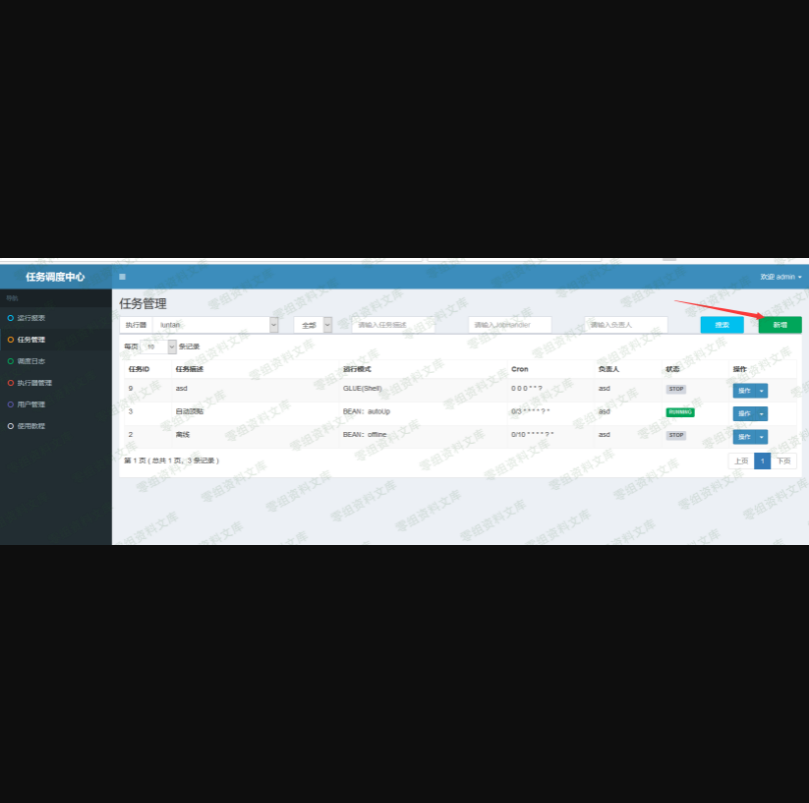 任务调度中心
欢迎 admin
导航
运行报表
任务管理
调度日志
执行器管理
用户管理
使用教程
任务管理
执行器 luntan 全部 请输入任务描述 请输入JobHandler 请输入负责人 搜索 新增
每页 10 条记录
任务ID 任务描述 运行模式 Cron 负责人 状态 操作
9 asd GLUE(Shell) 0 0 0 * * ? asd STOP 操作
3 自动顶贴 BEAN：autoUp 0/3 * * * * ? * asd RUNNING 操作
2 离线 BEAN：offline 0/10 * * * * ? * asd STOP 操作
第 1 页 ( 总共 1 页，3 条记录 ) 上页 1 下页
零组资料文库